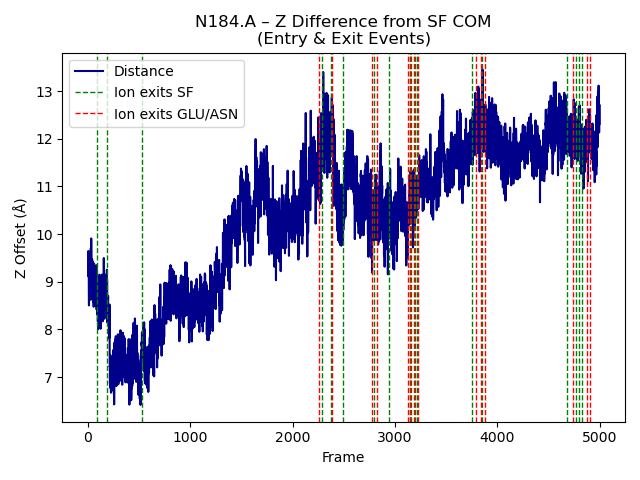 N184.A – Z Difference from SF COM
(Entry & Exit Events)
Distance
Ion exits SF
Ion exits GLU/ASN
Z Offset (Å)
13
12
11
10
9
8
7
0
1000
2000
3000
4000
5000
Frame